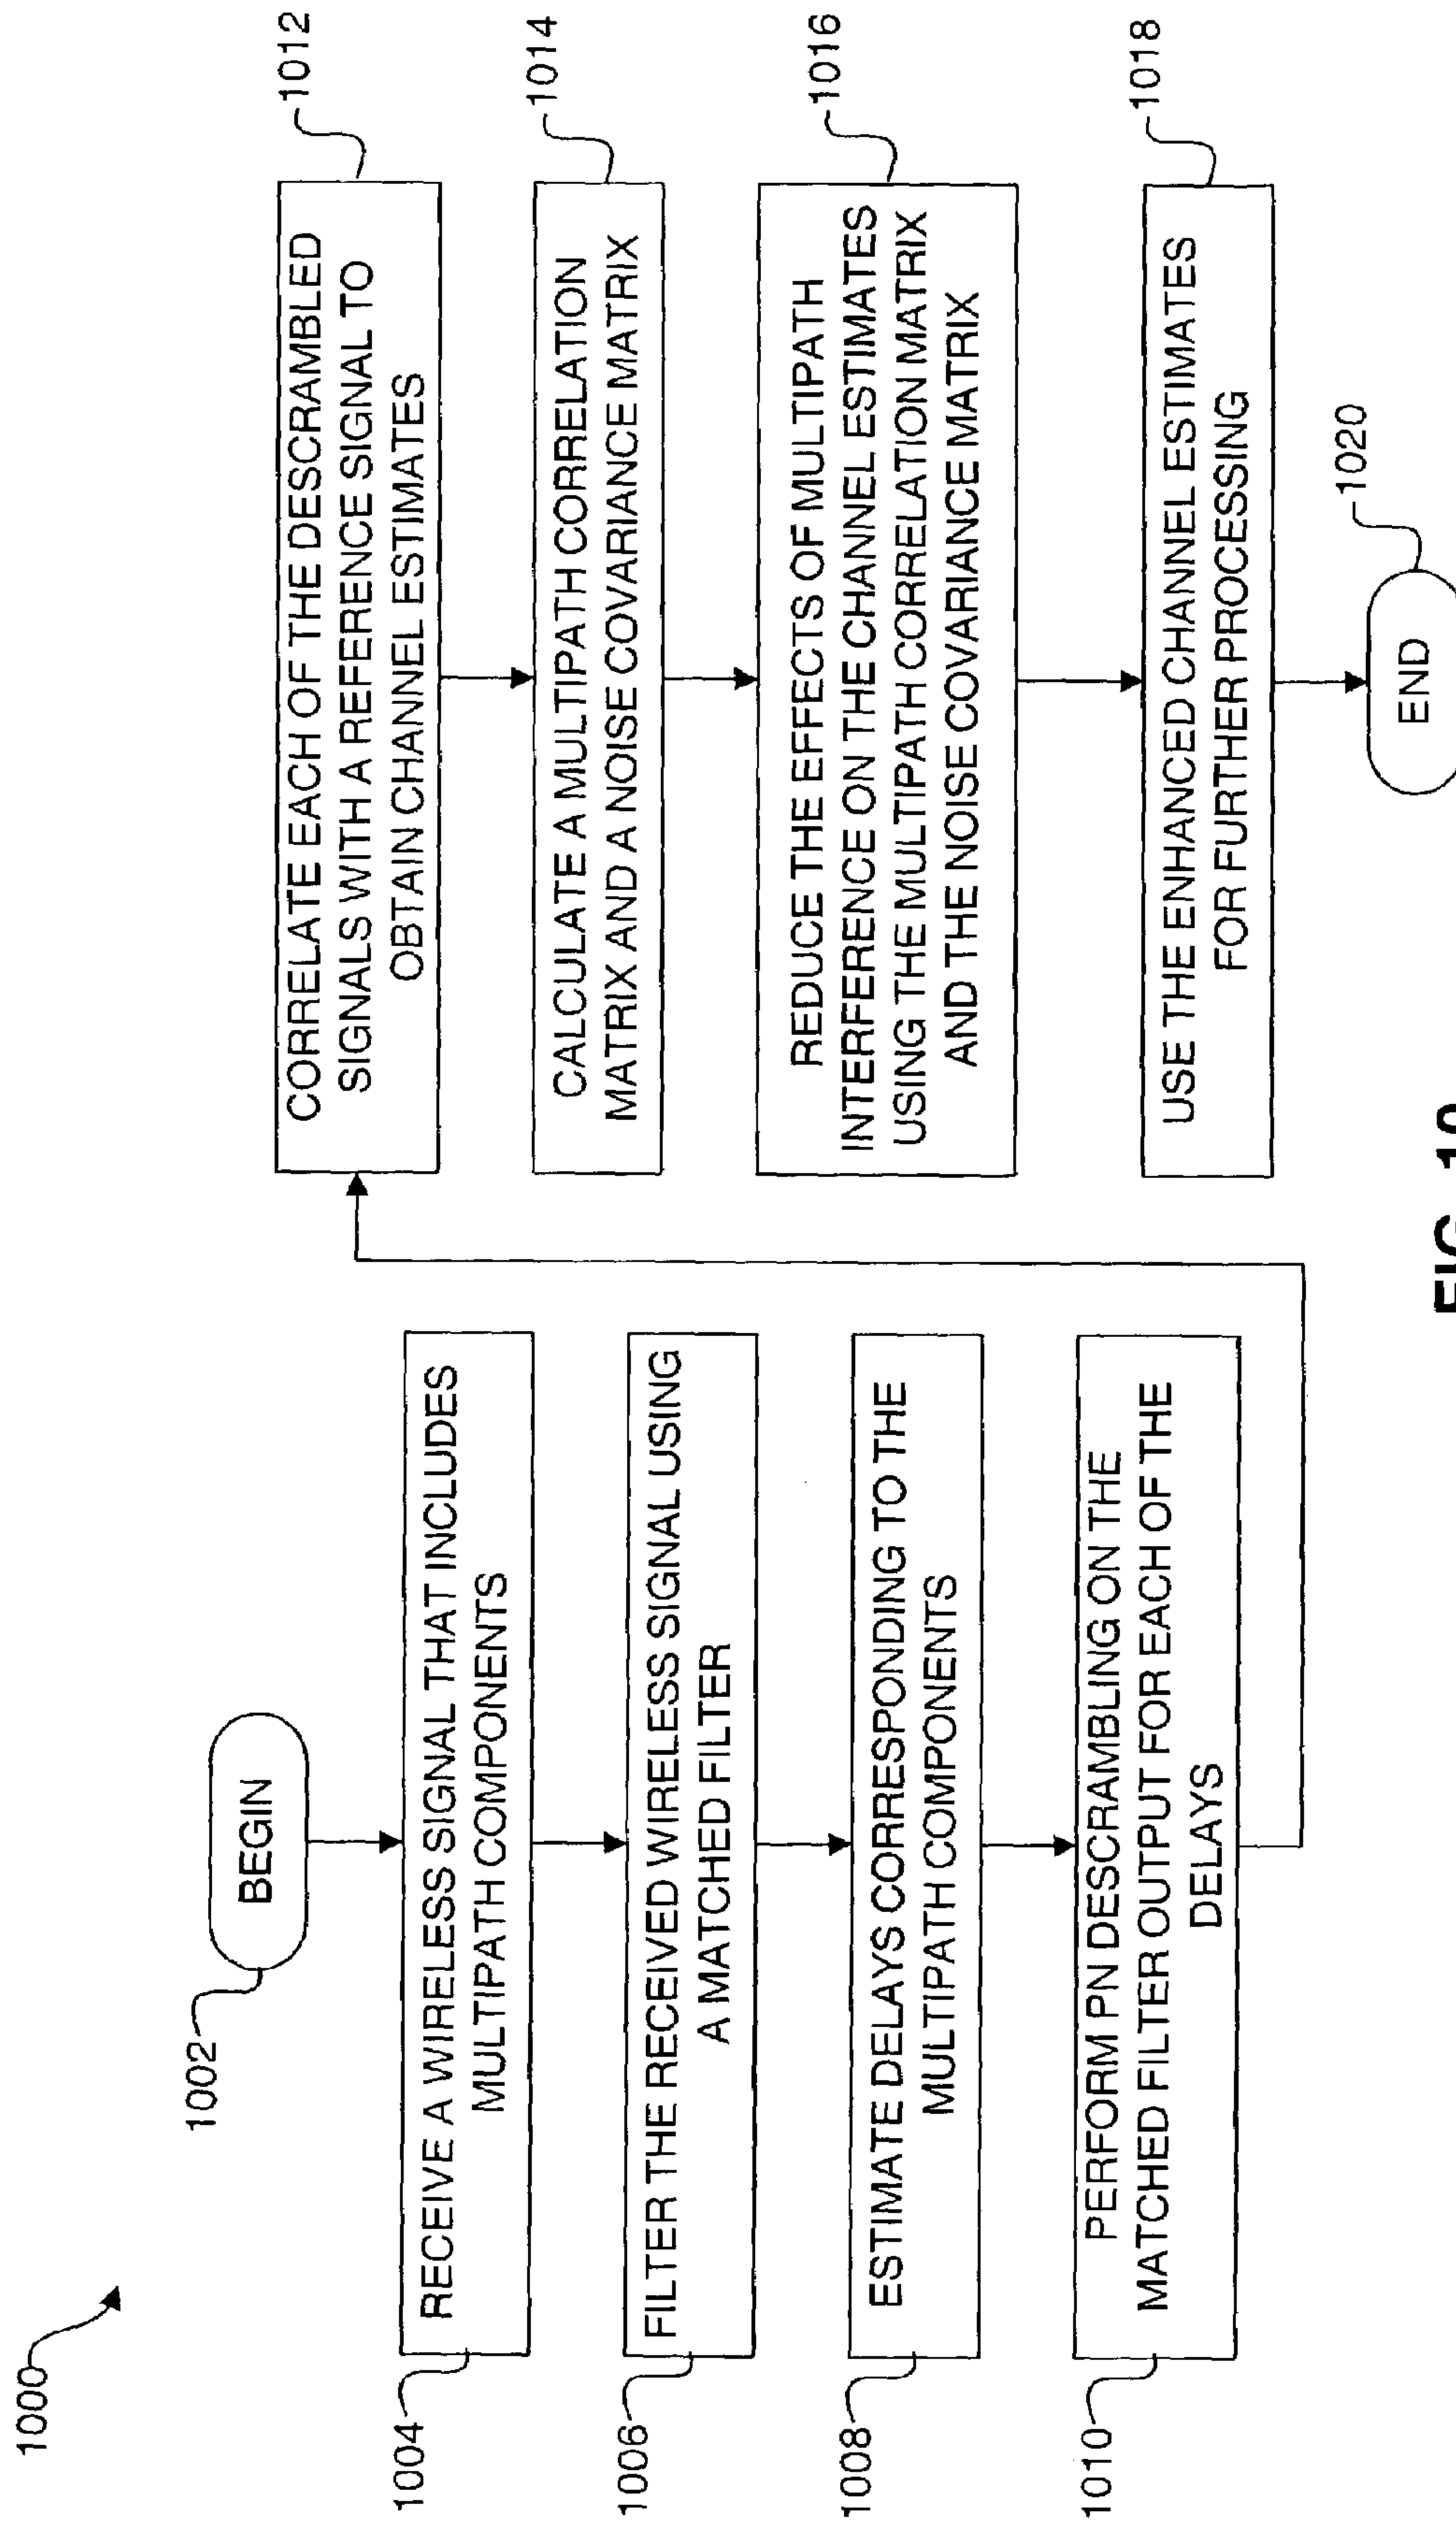 1000
1002
BEGIN
1004
RECEIVE A WIRELESS SIGNAL THAT INCLUDES
MULTIPATH COMPONENTS
1006
FILTER THE RECEIVED WIRELESS SIGNAL USING
A MATCHED FILTER
1008
ESTIMATE DELAYS CORRESPONDING TO THE
MULTIPATH COMPONENTS
1010
PERFORM PN DESCRAMBLING ON THE
MATCHED FILTER OUTPUT FOR EACH OF THE
DELAYS
CORRELATE EACH OF THE DESCRAMBLED
SIGNALS WITH A REFERENCE SIGNAL TO
OBTAIN CHANNEL ESTIMATES
1012
CALCULATE A MULTIPATH CORRELATION
MATRIX AND A NOISE COVARIANCE MATRIX
1014
REDUCE THE EFFECTS OF MULTIPATH
INTERFERENCE ON THE CHANNEL ESTIMATES
USING THE MULTIPATH CORRELATION MATRIX
AND THE NOISE COVARIANCE MATRIX
1016
USE THE ENHANCED CHANNEL ESTIMATES
FOR FURTHER PROCESSING
1018
END
1020
FIG.